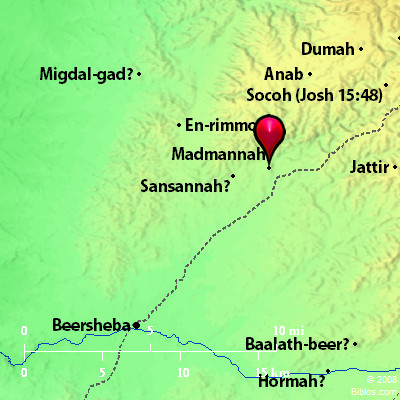 Dumah
Migdal-gad?
Anab
Socoh (Josh 15:48)
En-rimmo
Madmannah
Jattir
Sansannah?
Beersheba
0 5 10 mi
Baalath-beer?
0 5 10 15 km
Hormah?
© 2008
Biblos.com